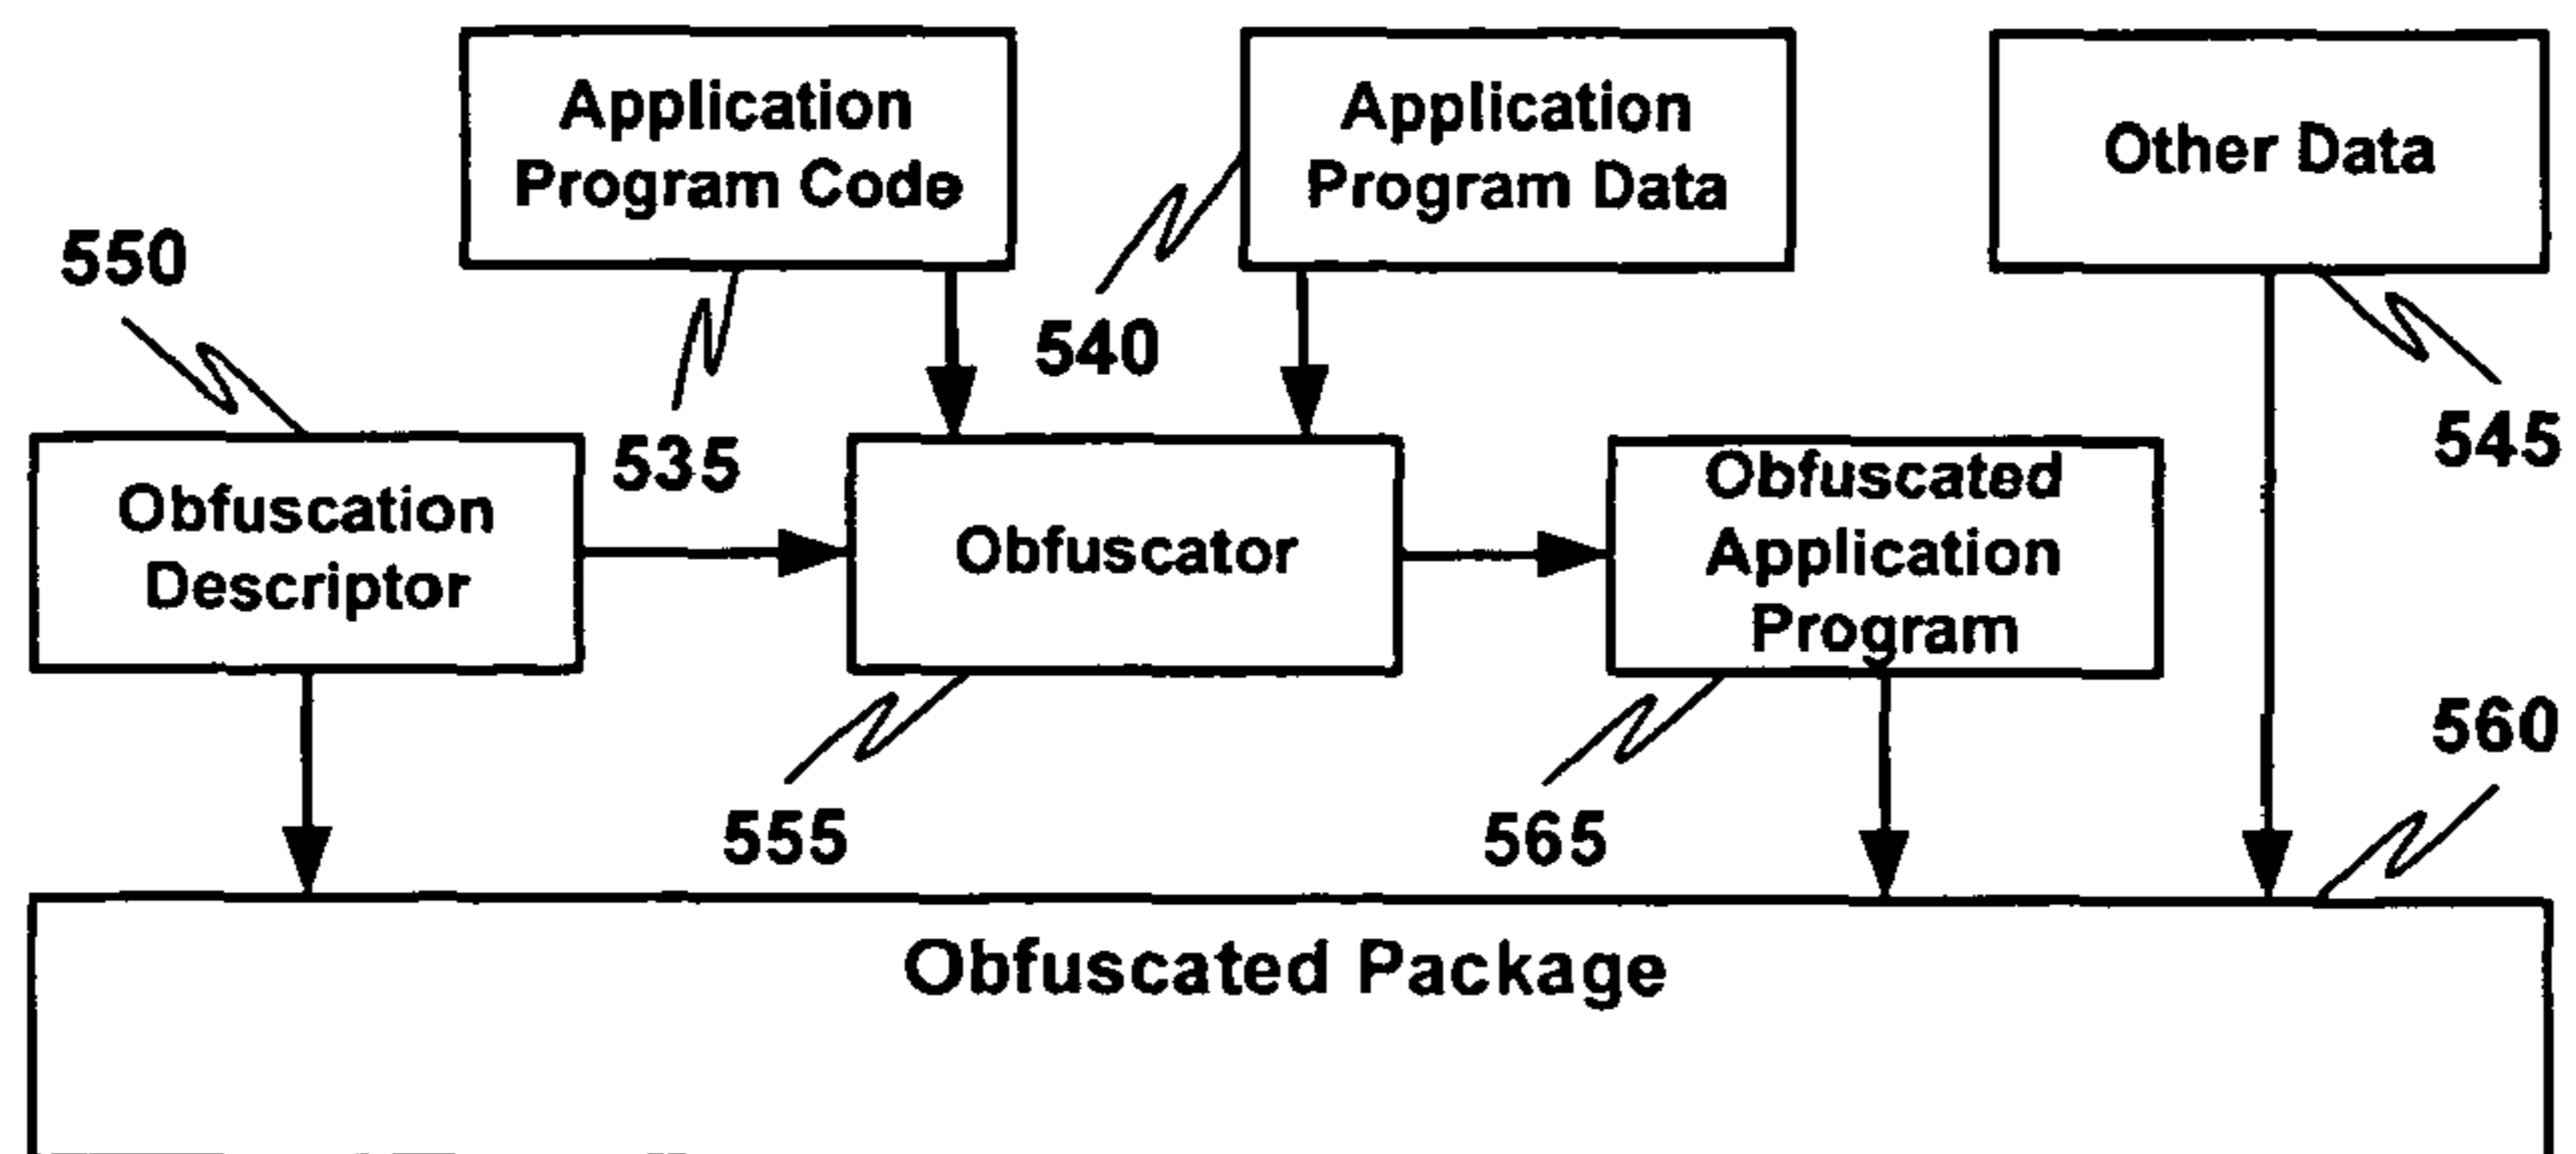 Application
Program Code
Application
Program Data
Other Data
550
540
535
545
Obfuscation
Descriptor
Obfuscator
Obfuscated
Application
Program
555
565
560
Obfuscated Package